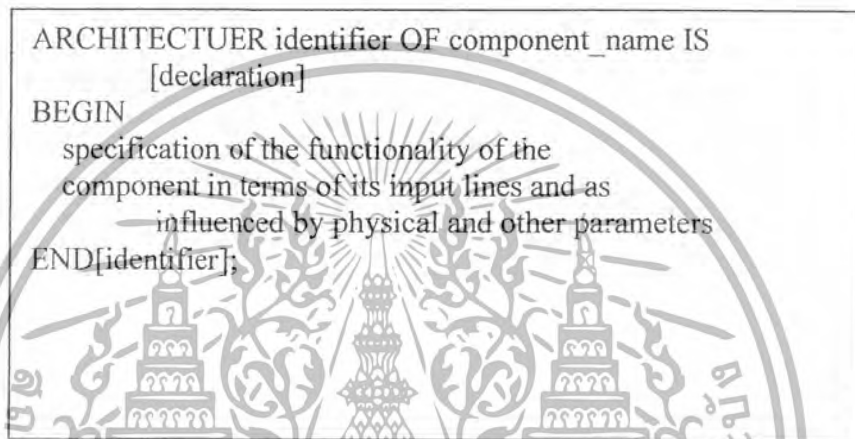 ARCHITECTUER identifier OF component_name IS
[declaration]
BEGIN
specification of the functionality of the
component in terms of its input lines and as
influenced by physical and other parameters
END[identifier];